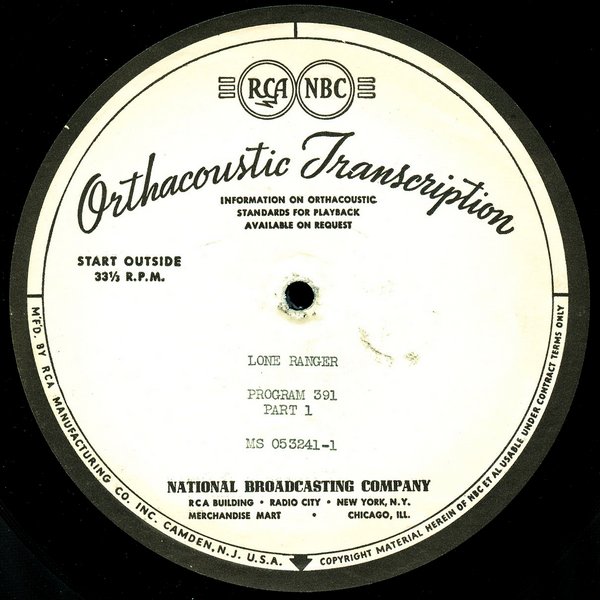 RCA NBC
Orthacoustic Transcription
INFORMATION ON ORTHACOUSTIC
STANDARDS FOR PLAYBACK
AVAILABLE ON REQUEST
START OUTSIDE
33⅓ R.P.M.
LONE RANGER
PROGRAM 391
PART 1
MS 053241-1
NATIONAL BROADCASTING COMPANY
RCA BUILDING • RADIO CITY • NEW YORK, N.Y.
MERCHANDISE MART • CHICAGO, ILL.
M'F'D. BY RCA MANUFACTURING CO. INC. CAMDEN, N.J. U.S.A.
COPYRIGHT MATERIAL HEREIN OF NBC ET AL USABLE UNDER CONTRACT TERMS ONLY